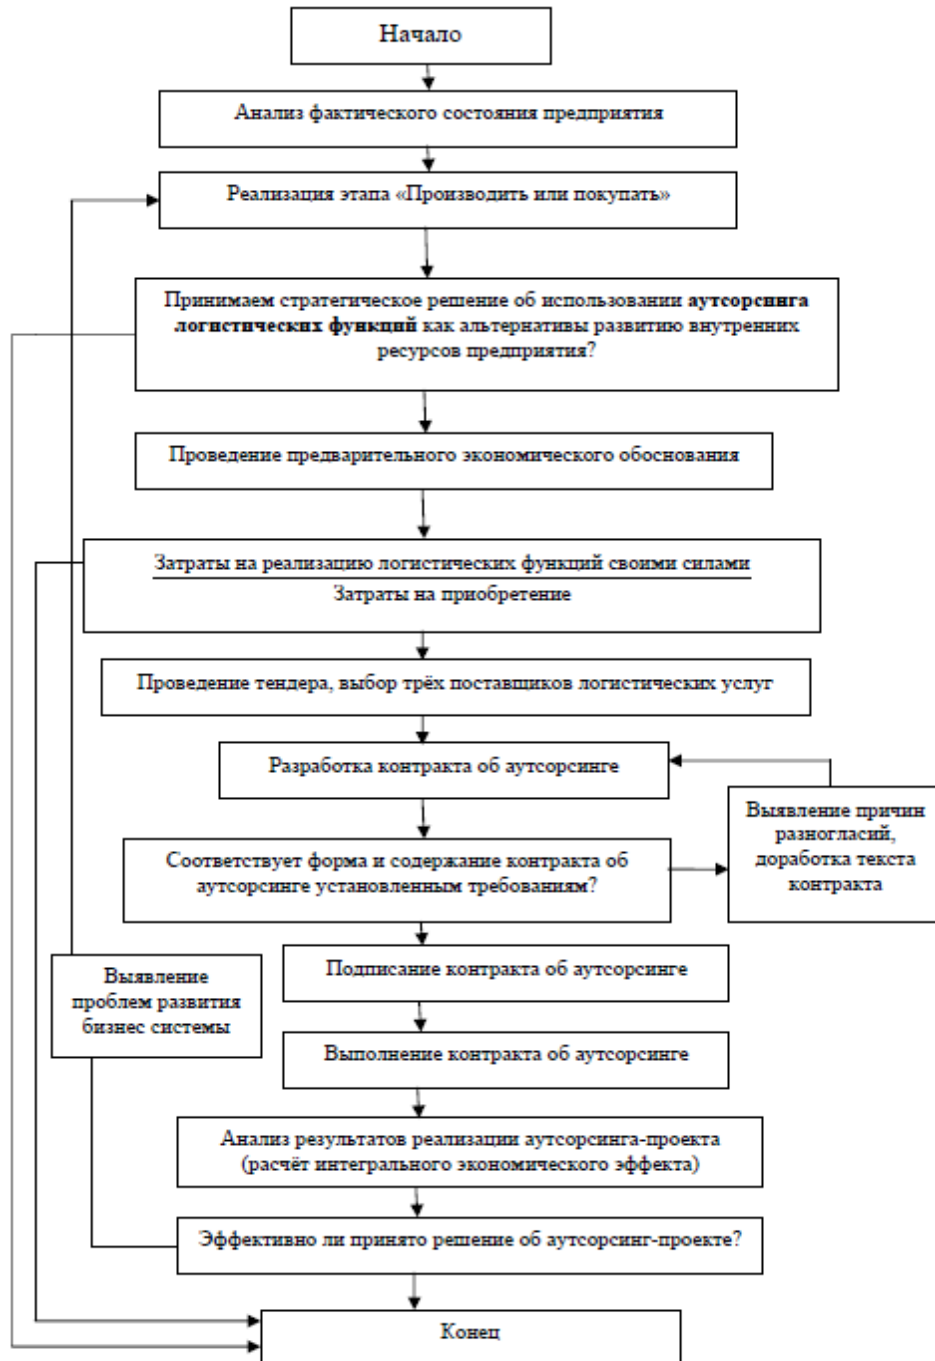 Начало
Анализ фактического состояния предприятия
Реализация этапа «Производить или покупать»
Принимаем стратегическое решение об использовании аутсорсинга
логистических функций как альтернативы развитию внутренних
ресурсов предприятия?
Проведение предварительного экономического обоснования
Затраты на реализацию логистических функций своими силами
Затраты на приобретение
Проведение тендера, выбор трёх поставщиков логистических услуг
Разработка контракта об аутсорсинге
Выявление причин
разногласий,
доработка текста
контракта
Соответствует форма и содержание контракта об
аутсорсинге установленным требованиям?
Подписание контракта об аутсорсинге
Выявление
проблем развития
бизнес системы
Выполнение контракта об аутсорсинге
Анализ результатов реализации аутсорсинга-проекта
(расчёт интегрального экономического эффекта)
Эффективно ли принято решение об аутсорсинг-проекте?
Конец